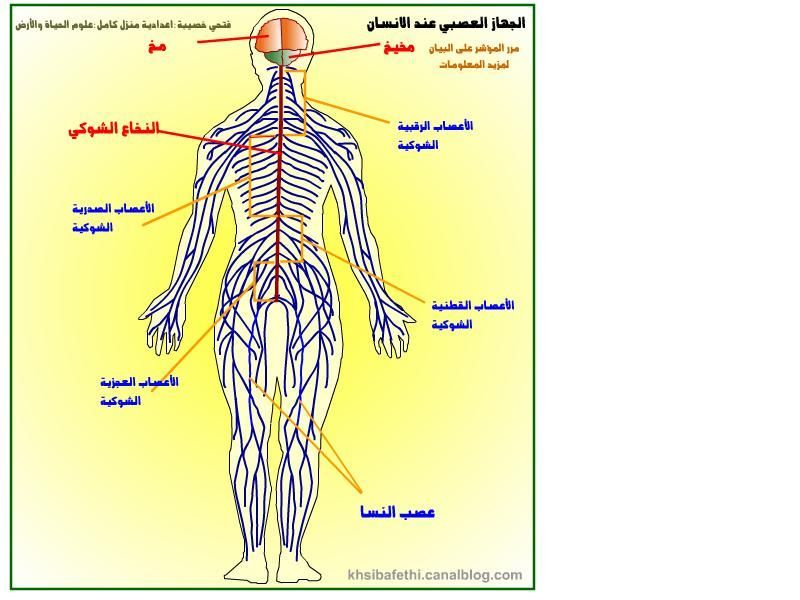 الجهاز العصبي عند الانسان
فتحي خصيبة :اعدادية منزل كامل :علوم الحياة والأرض
مرر المؤشر على البيان
لمزيد المعلومات
مخ
مخيخ
الأعصاب الرقبية
الشوكية
النخاع الشوكي
الأعصاب الصدرية
الشوكية
الأعصاب القطنية
الشوكية
الأعصاب العجزية
الشوكية
عصب النسا
khsibafethi.canalblog.com